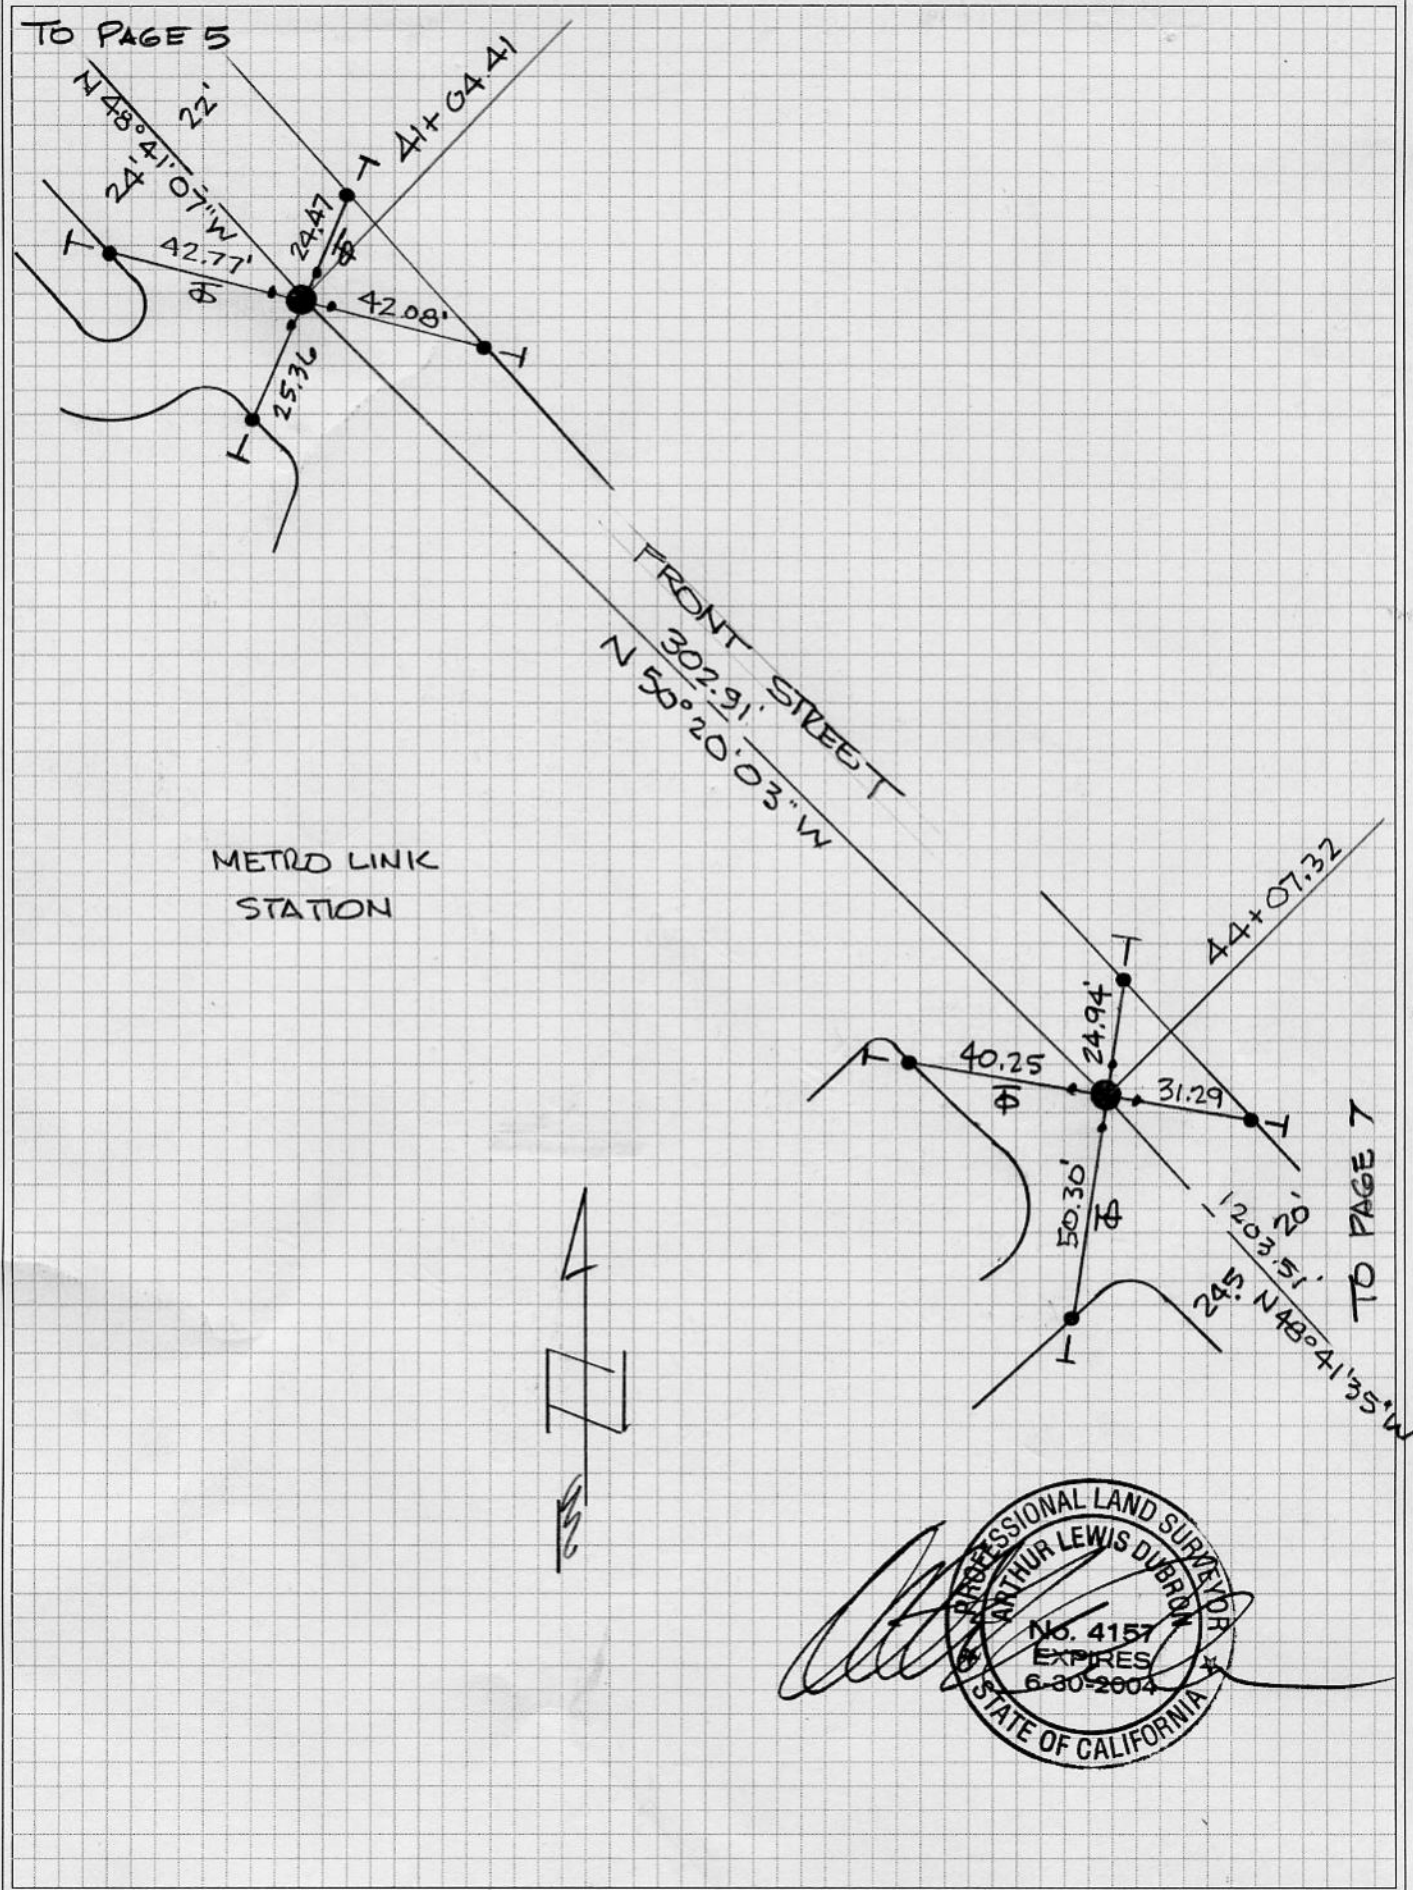 TO PAGE 5
N 48°41'07" W
22'
24'
41+04.41
T
24.47
T
42.77'
42.08'
T
25.36
T
FRONT STREET
302.91'
N 50°20'03" W
METRO LINK
STATION
44+07.32
T
24.94'
T
40.25
31.29
T
50.30'
T
20'
1203.51'
24.5
N48°41'35"W
TO PAGE 7
PROFESSIONAL LAND SURVEYOR
ARTHUR LEWIS DUBRON
No. 4157
EXPIRES
6-30-2004
STATE OF CALIFORNIA